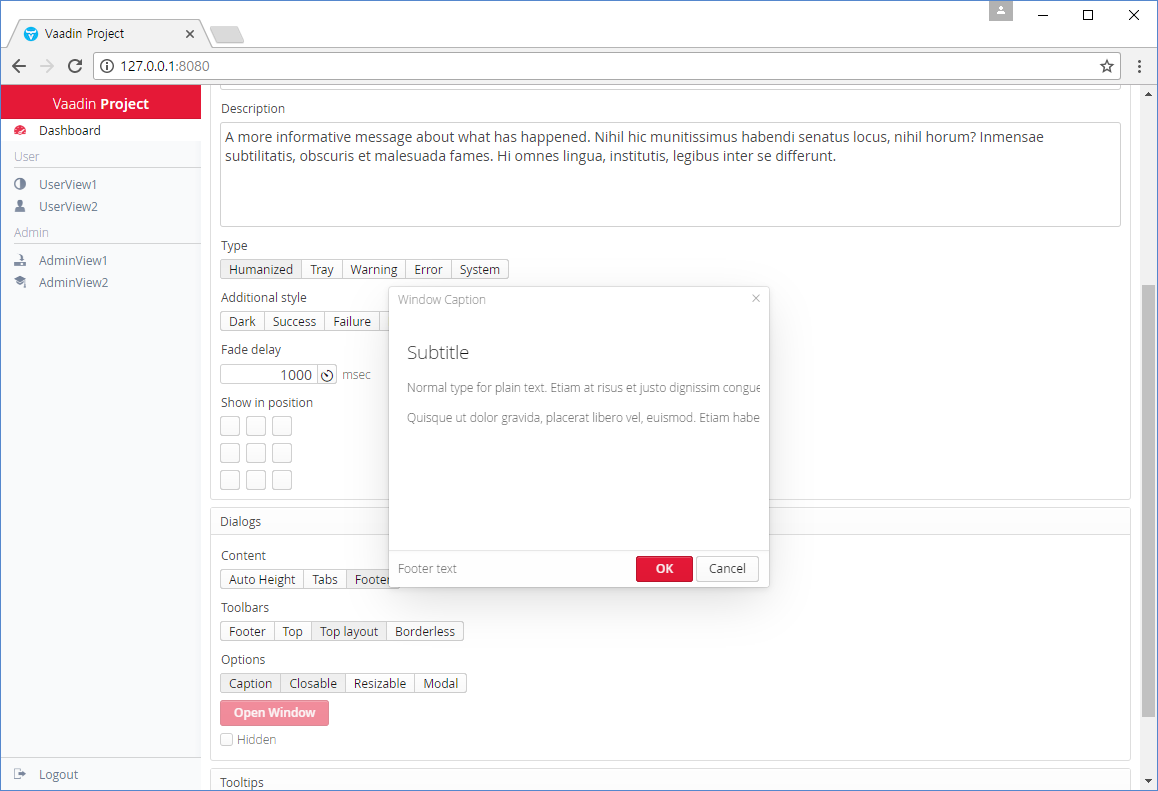 Vaadin Project
127.0.0.1:8080
Vaadin Project
Dashboard
User
UserView1
UserView2
Admin
AdminView1
AdminView2
Logout
Description
A more informative message about what has happened. Nihil hic munitissimus habendi senatus locus, nihil horum? Inmensae
subtilitatis, obscuris et malesuada fames. Hi omnes lingua, institutis, legibus inter se differunt.
Type
Humanized Tray Warning Error System
Additional style
Dark Success Failure
Fade delay
1000 msec
Show in position
Window Caption
Subtitle
Normal type for plain text. Etiam at risus et justo dignissim congue
Quisque ut dolor gravida, placerat libero vel, euismod. Etiam habe
Footer text OK Cancel
Dialogs
Content
Auto Height Tabs Footer
Toolbars
Footer Top Top layout Borderless
Options
Caption Closable Resizable Modal
Open Window
Hidden
Tooltips